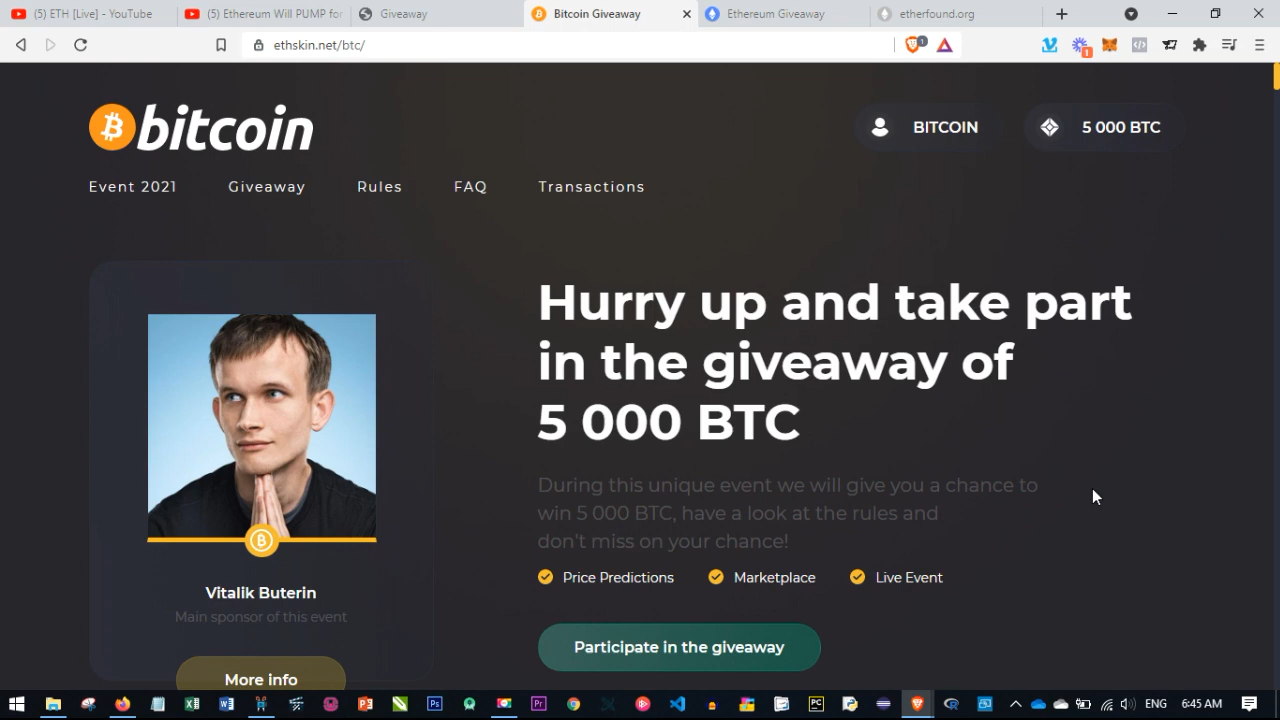 (5) ETH [Live] - YouTube
(5) Ethereum Will PUMP for
Giveaway
Bitcoin Giveaway
Ethereum Giveaway
etherfound.org
ethskin.net/btc/
1
1
bitcoin
BITCOIN
5 000 BTC
Event 2021
Giveaway
Rules
FAQ
Transactions
Hurry up and take part
in the giveaway of
5 000 BTC
During this unique event we will give you a chance to
win 5 000 BTC, have a look at the rules and
don't miss on your chance!
Price Predictions
Marketplace
Live Event
Participate in the giveaway
Vitalik Buterin
Main sponsor of this event
More info
ENG
6:45 AM